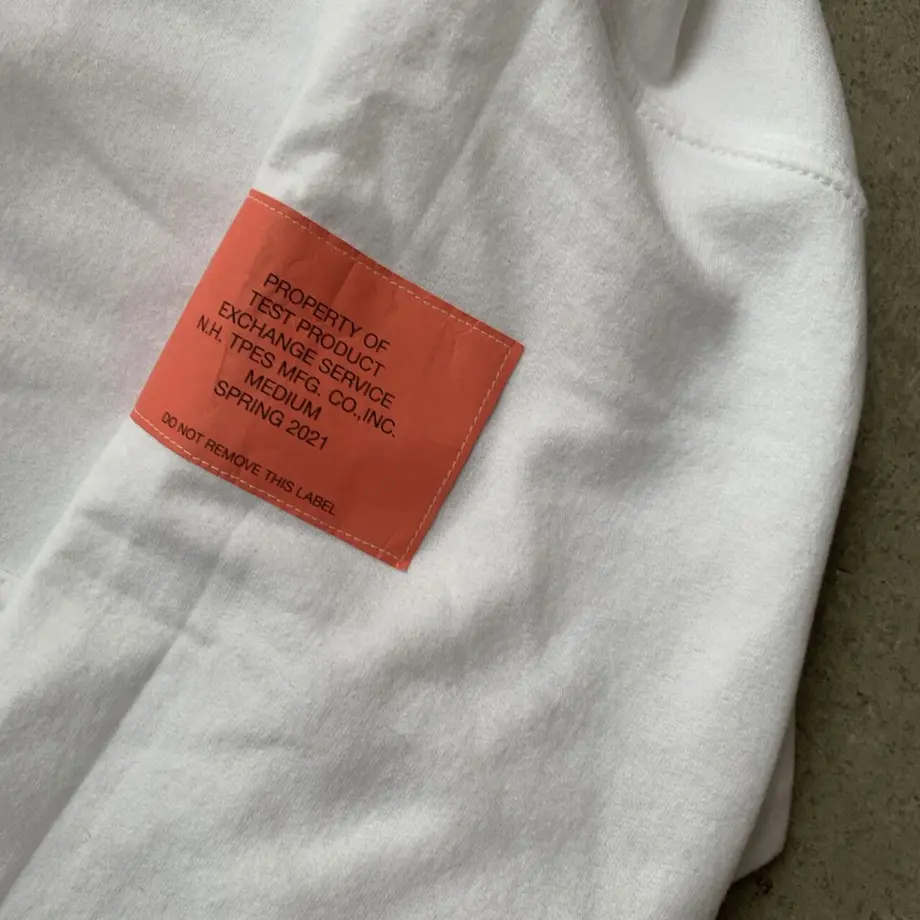 PROPERTY OF
TEST PRODUCT
EXCHANGE SERVICE
N.H. TPES MFG. CO.,INC.
MEDIUM
SPRING 2021
DO NOT REMOVE THIS LABEL